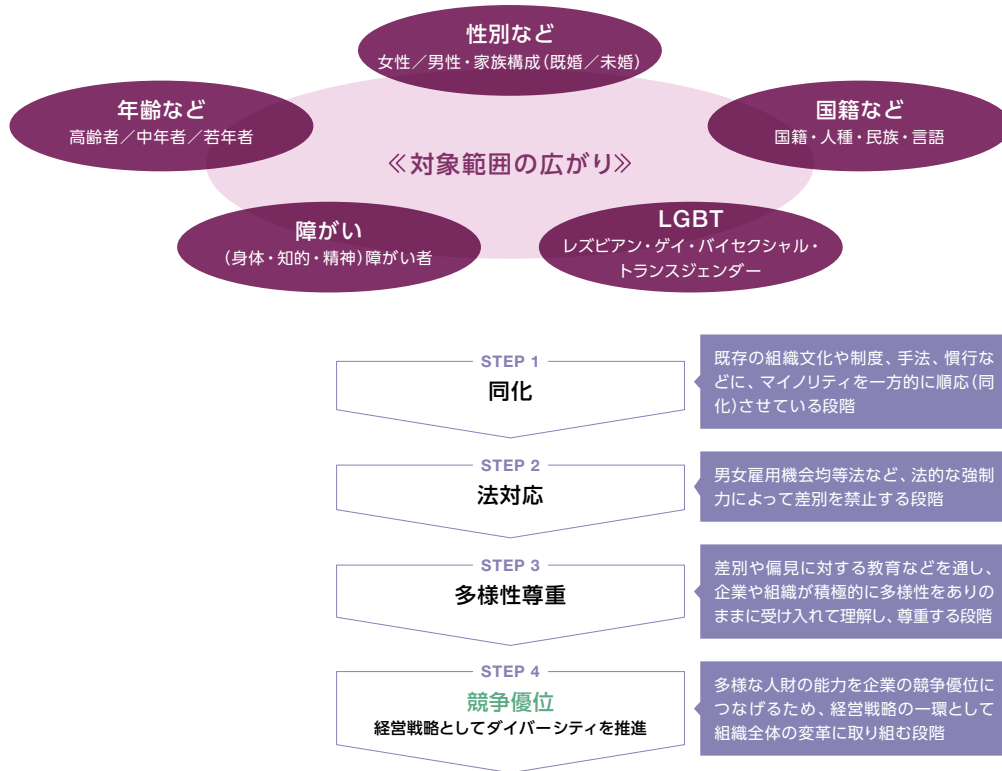 性別など
女性／男性・家族構成（既婚／未婚）
年齢など
高齢者／中年者／若年者
国籍など
国籍・人種・民族・言語
≪対象範囲の広がり≫
障がい
（身体・知的・精神）障がい者
LGBT
レズビアン・ゲイ・バイセクシャル・
トランスジェンダー
STEP 1
同化
既存の組織文化や制度、手法、慣行な
どに、マイノリティを一方的に順応（同
化）させている段階
STEP 2
法対応
男女雇用機会均等法など、法的な強制
力によって差別を禁止する段階
STEP 3
多様性尊重
差別や偏見に対する教育などを通し、
企業や組織が積極的に多様性をありの
ままに受け入れて理解し、尊重する段階
STEP 4
競争優位
経営戦略としてダイバーシティを推進
多様な人財の能力を企業の競争優位に
つなげるため、経営戦略の一環として
組織全体の変革に取り組む段階